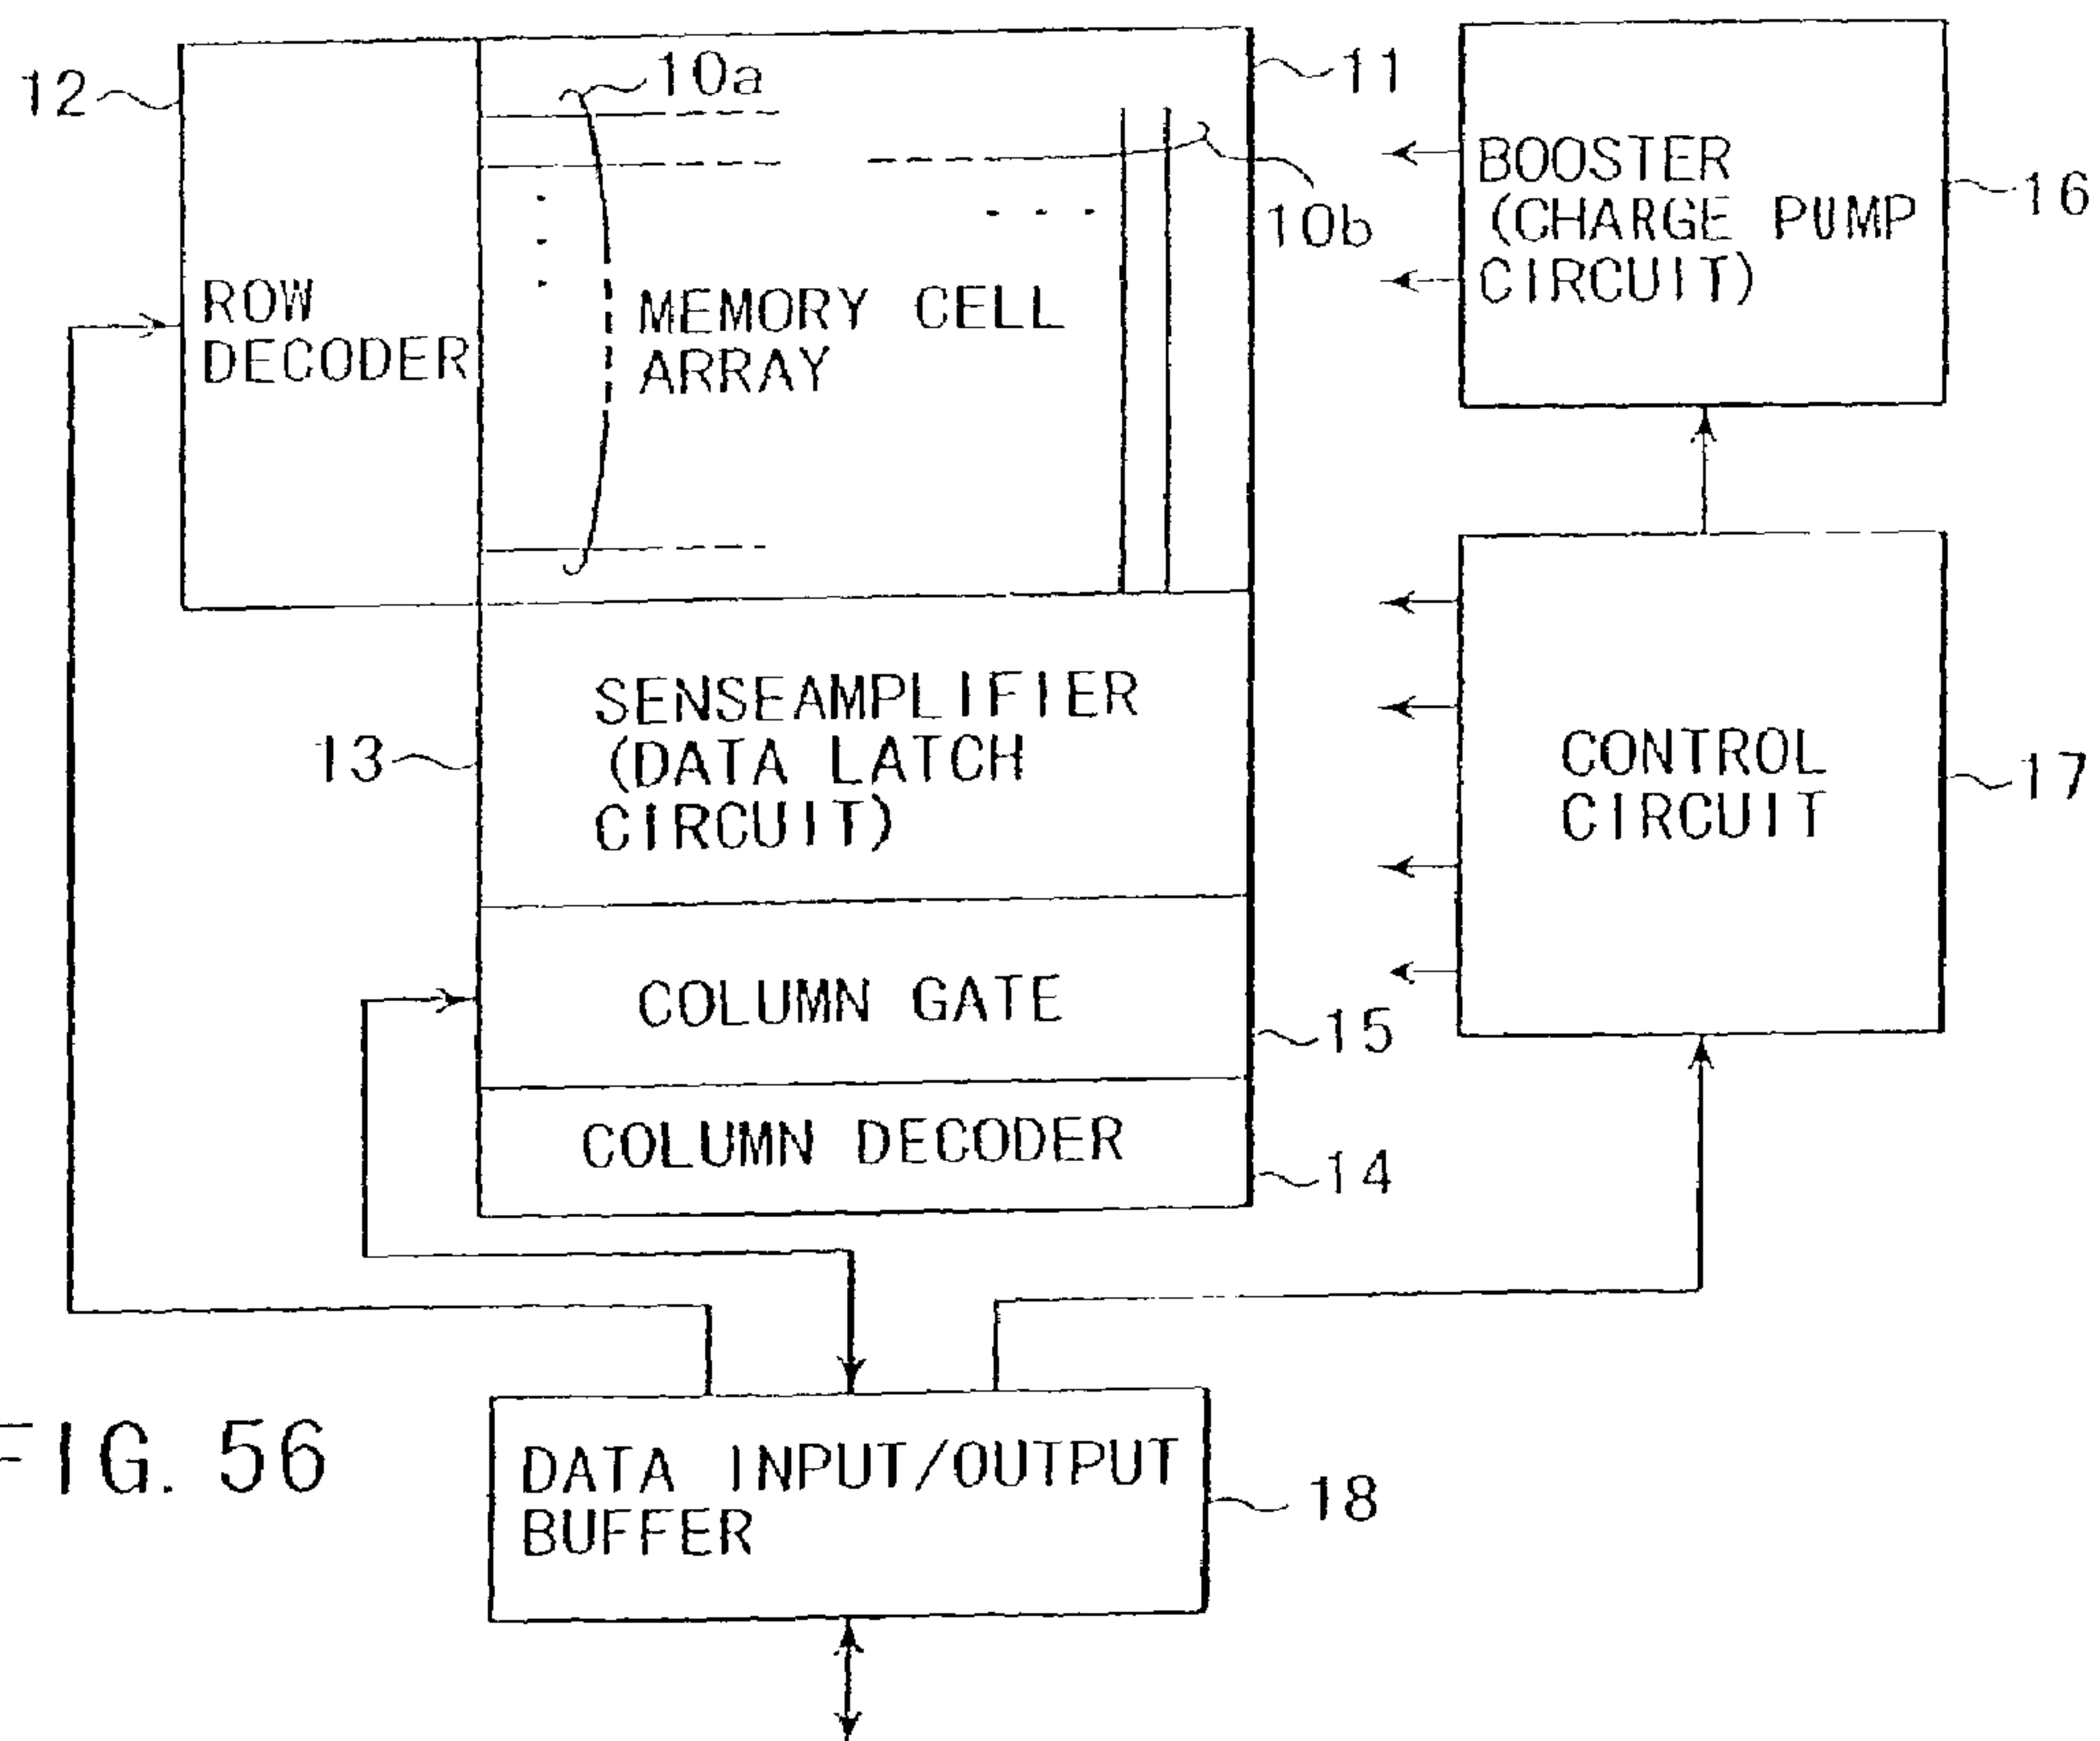 12
10a
11
BOOSTER
(CHARGE PUMP
CIRCUIT)
16
10b
ROW
DECODER
MEMORY CELL
ARRAY
SENSEAMPLIFIER
(DATA LATCH
CIRCUIT)
13
CONTROL
CIRCUIT
17
COLUMN GATE
15
COLUMN DECODER
14
FIG. 56
DATA INPUT/OUTPUT
BUFFER
18